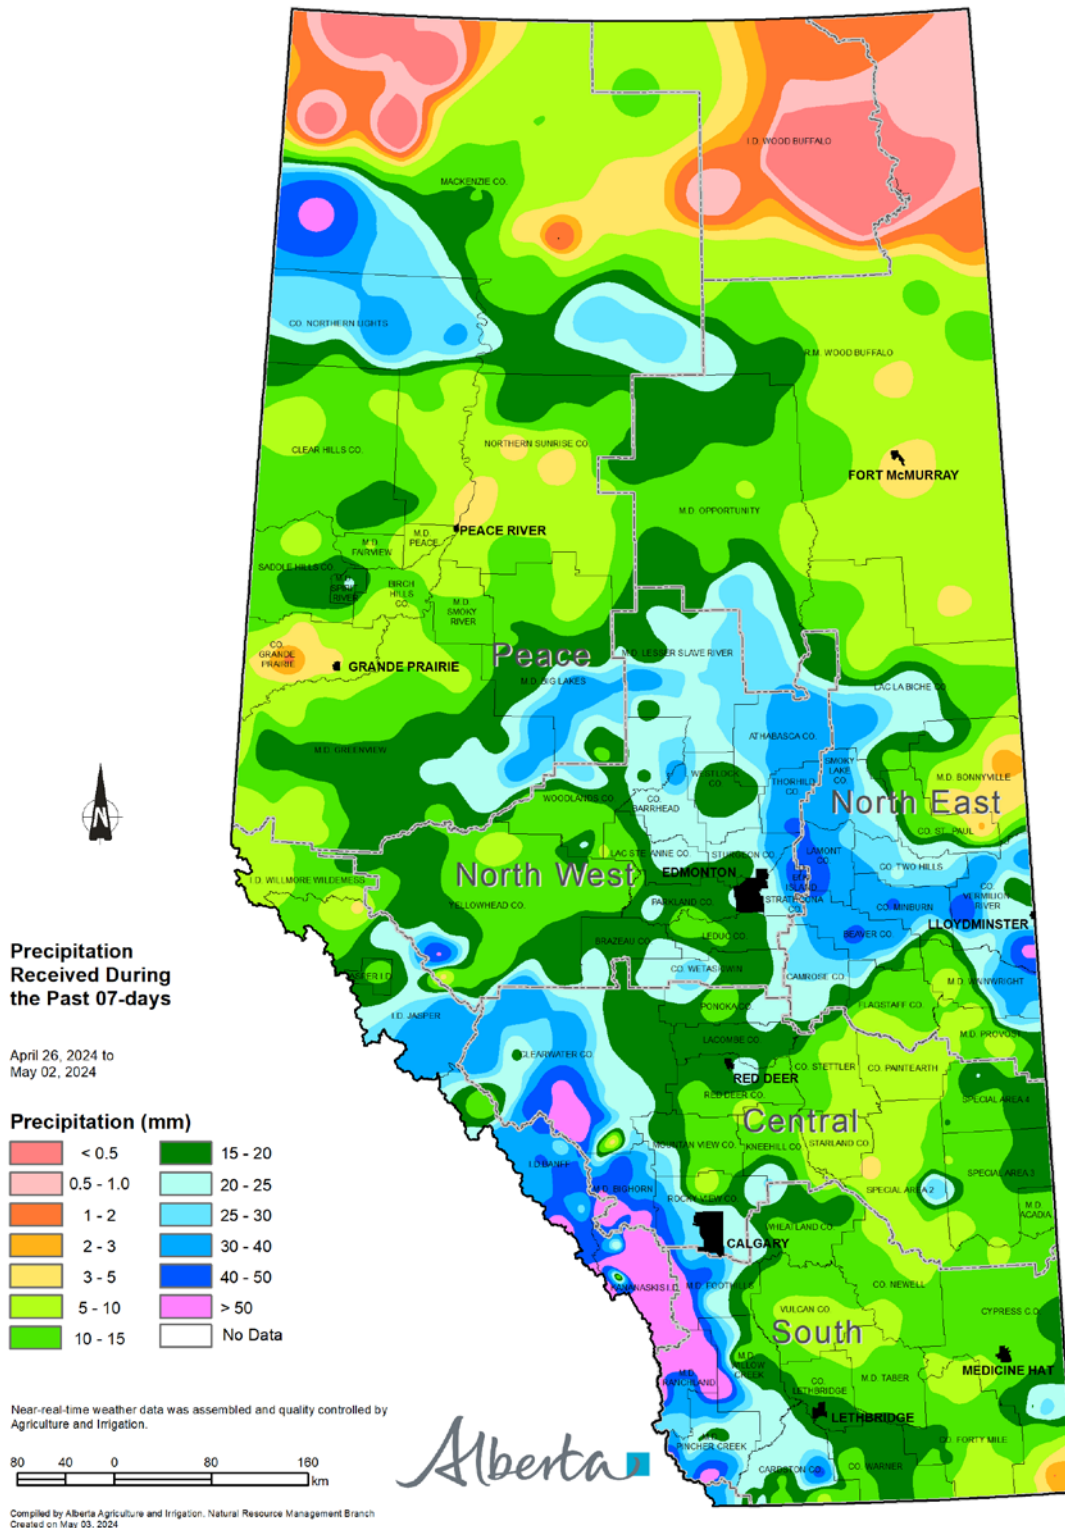 I.D. WOOD BUFFALO
MACKENZIE CO.
CO. NORTHERN LIGHTS
R.M. WOOD BUFFALO
CLEAR HILLS CO.
NORTHERN SUNRISE CO.
FORT McMURRAY
M.D. OPPORTUNITY
PEACE RIVER
M.D.
PEACE
M.D.
FAIRVIEW
SADDLE HILLS CO.
M.D.
SPIRIT
RIVER
BIRCH
HILLS
CO.
M.D.
SMOKY
RIVER
CO.
GRANDE
PRAIRIE
GRANDE PRAIRIE
Peace
M.D. LESSER SLAVE RIVER
M.D. BIG LAKES
LAC LA BICHE CO.
M.D. GREENVIEW
ATHABASCA CO.
SMOKY
LAKE
CO.
M.D. BONNYVILLE
WESTLOCK
CO.
THORHILD
CO.
North East
WOODLANDS CO.
CO.
BARRHEAD
CO. ST. PAUL
LAC STE ANNE CO.
STURGEON CO.
LAMONT
CO.
CO. TWO HILLS
North West
EDMONTON
I.D. WILLMORE WILDERNESS
ELK
ISLAND
STRATHCONA
CO.
CO.
VERMILION
RIVER
YELLOWHEAD CO.
PARKLAND CO.
CO. MINBURN
LLOYDMINSTER
LEDUC CO.
BEAVER CO.
BRAZEAU CO.
Precipitation
Received During
the Past 07-days
JASPER I.D.
CO. WETASKIWIN
CAMROSE CO.
M.D. WAINWRIGHT
PONOKA CO.
FLAGSTAFF CO.
I.D. JASPER
M.D. PROVOST
LACOMBE CO.
CLEARWATER CO.
April 26, 2024 to
May 02, 2024
RED DEER
CO. STETTLER
CO. PAINTEARTH
RED DEER CO.
SPECIAL AREA 4
Central
Precipitation (mm)
< 0.5
0.5 - 1.0
1 - 2
2 - 3
3 - 5
5 - 10
10 - 15
15 - 20
20 - 25
25 - 30
30 - 40
40 - 50
> 50
No Data
MOUNTAIN VIEW CO.
KNEEHILL CO.
STARLAND CO.
I.D. BANFF
M.D. BIGHORN
ROCKY VIEW CO.
SPECIAL AREA 2
SPECIAL AREA 3
M.D.
ACADIA
WHEATLAND CO.
CALGARY
KANANASKIS I.D.
M.D. FOOTHILLS
CO. NEWELL
VULCAN CO.
CYPRESS CO.
South
M.D.
WILLOW
CREEK
M.D.
RANCHLAND
MEDICINE HAT
CO.
LETHBRIDGE
M.D. TABER
LETHBRIDGE
M.D.
PINCHER CREEK
CO. FORTY MILE
CARDSTON CO.
CO. WARNER
N
Near-real-time weather data was assembled and quality controlled by
Agriculture and Irrigation.
Alberta
80 40 0 80 160
km
Compiled by Alberta Agriculture and Irrigation, Natural Resource Management Branch
Created on May 03, 2024